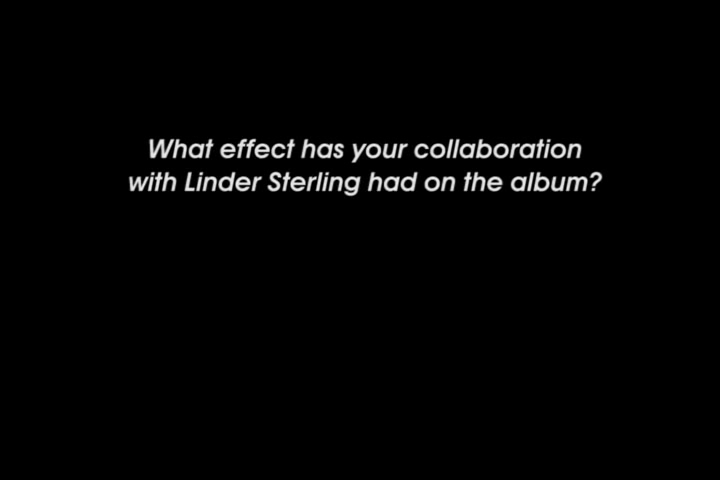 What effect has your collaboration
with Linder Sterling had on the album?